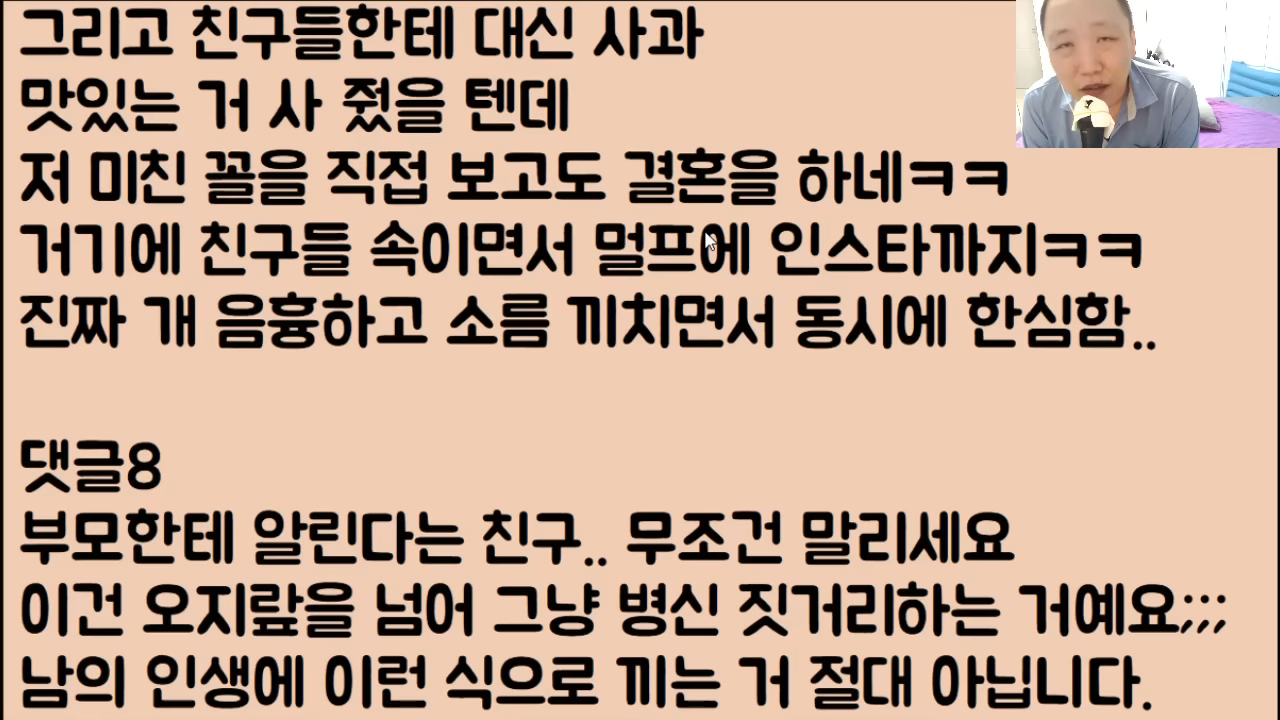 그리고 친구들한테 대신 사과
맛있는 거 사 줬을 텐데
저 미친 꼴을 직접 보고도 결혼을 하네ㅋㅋ
거기에 친구들 속이면서 멀프에 인스타까지ㅋㅋ
진짜 개 음흉하고 소름 끼치면서 동시에 한심함..
댓글8
부모한테 알린다는 친구.. 무조건 말리세요
이건 오지랖을 넘어 그냥 병신 짓거리하는 거예요;;;
남의 인생에 이런 식으로 끼는 거 절대 아닙니다.